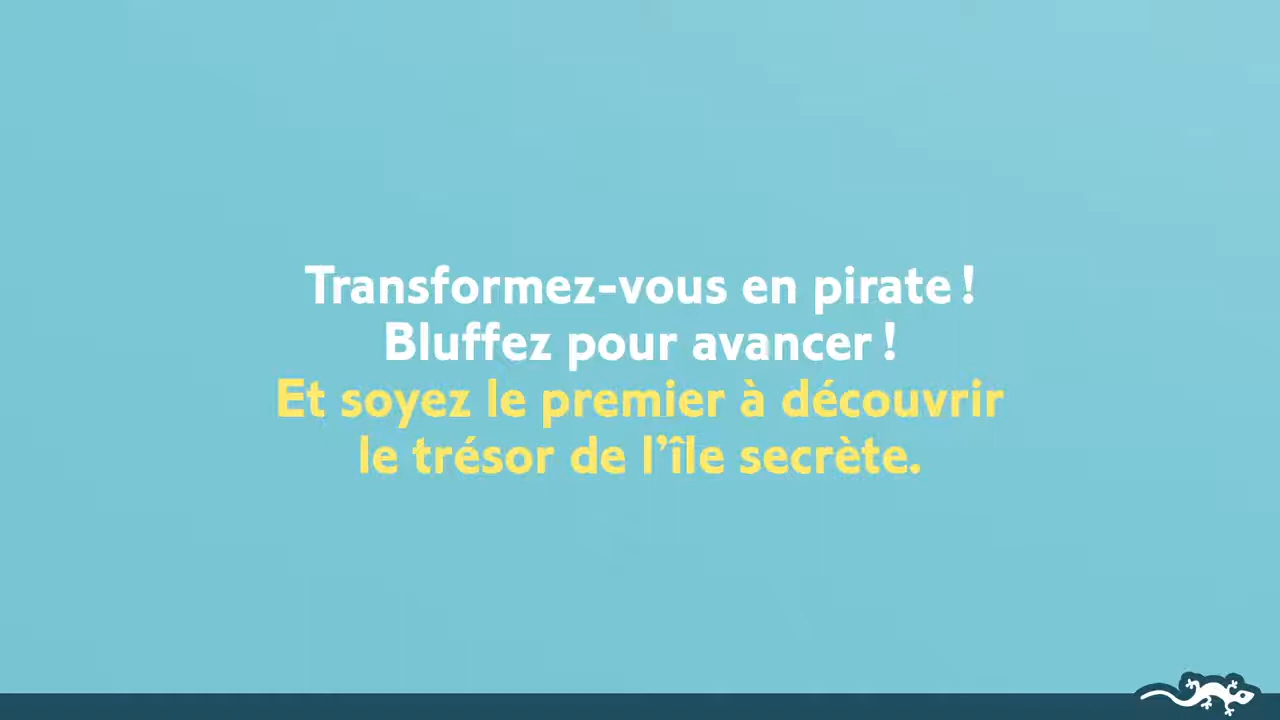 Transformez-vous en pirate !
Bluffez pour avancer !
Et soyez le premier à découvrir
le trésor de l’île secrète.